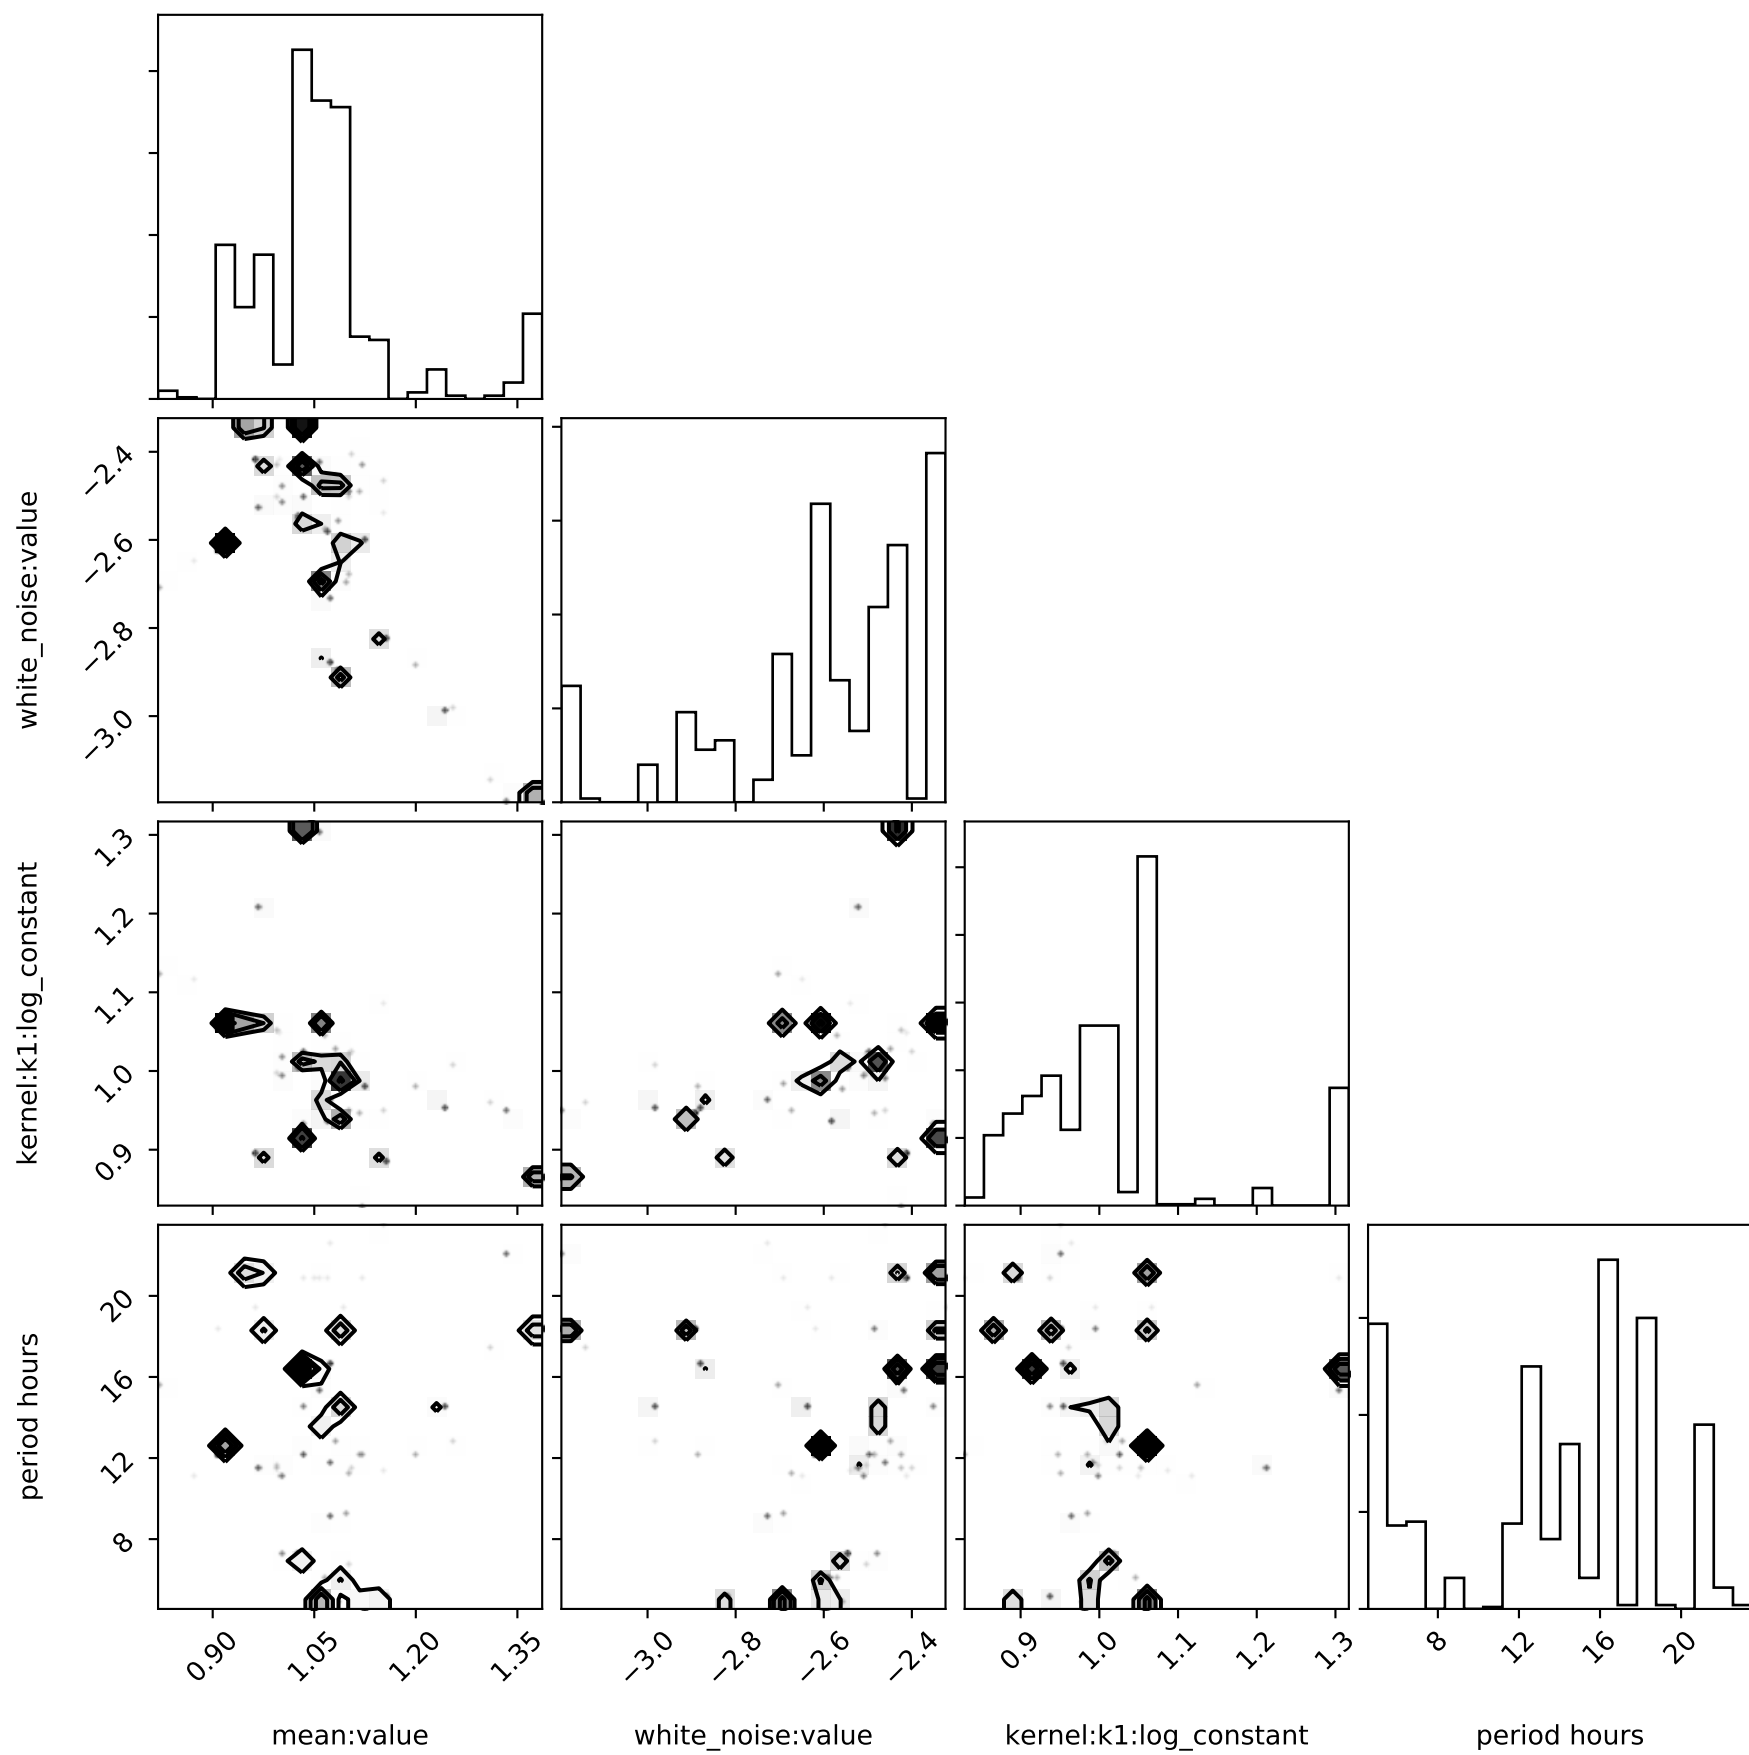 −2.4
−2.6
−2.8
−3.0
white_noise:value
1.3
1.2
1.1
1.0
0.9
kernel:k1:log_constant
20
16
12
8
period hours
0.90 1.05 1.20 1.35
−3.0 −2.8 −2.6 −2.4
0.9 1.0 1.1 1.2 1.3
8 12 16 20
mean:value
white_noise:value
kernel:k1:log_constant
period hours